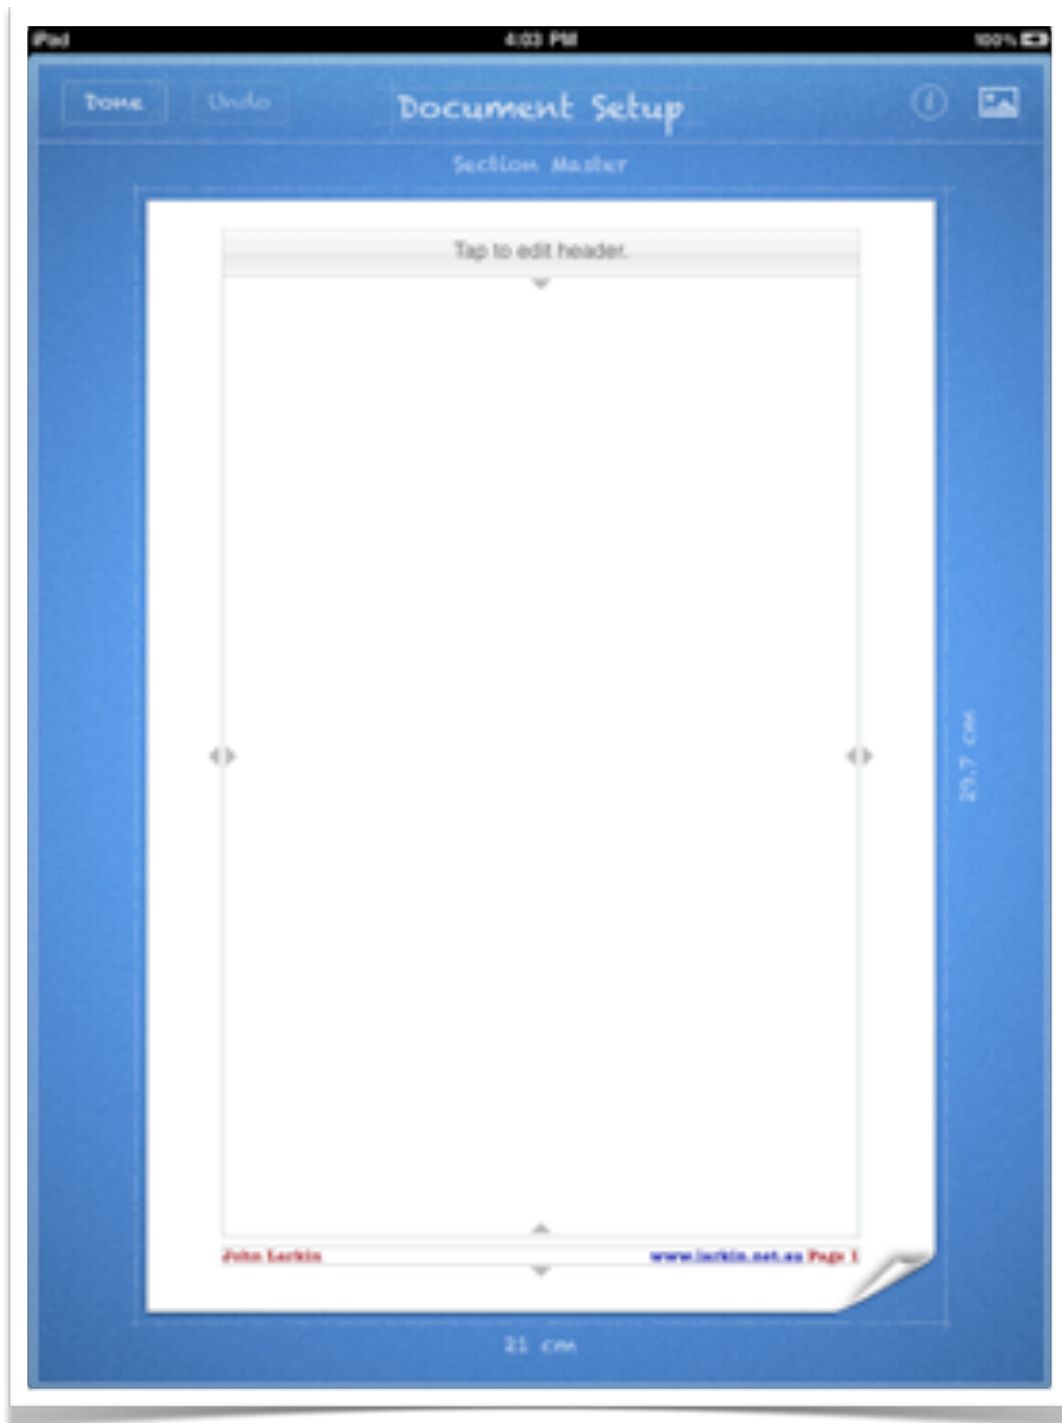 iPad 4:03 PM 100%
Done Undo Document Setup
Section Master
Tap to edit header.
29.7 cm
John Larkin www.larkin.net.au Page 1
21 cm